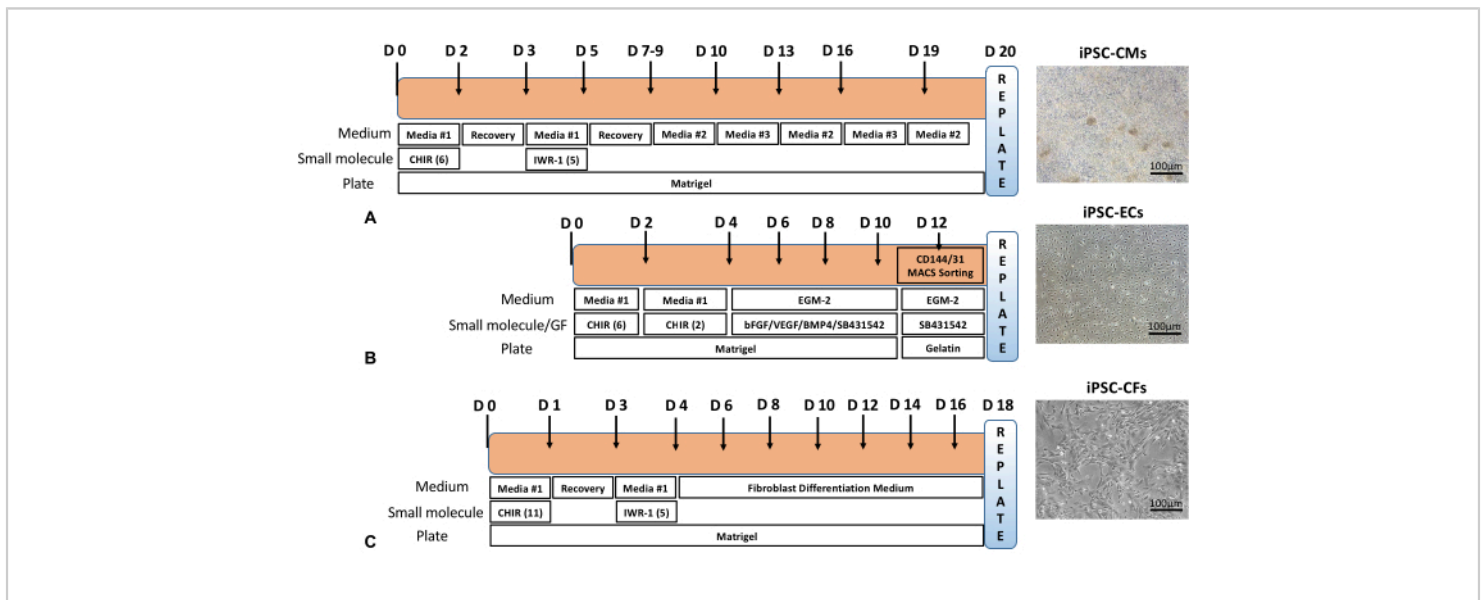 D 0 D 2 D 3 D 5 D 7-9 D 10 D 13 D 16 D 19 D 20
iPSC-CMs
REPLATE
Medium Media #1 Recovery Media #1 Recovery Media #2 Media #3 Media #2 Media #3 Media #2
Small molecule CHIR (6) IWR-1 (5)
Plate Matrigel
100µm
A
D 0 D 2 D 4 D 6 D 8 D 10 D 12
iPSC-ECs
REPLATE
CD144/31
MACS Sorting
Medium Media #1 Media #1 EGM-2 EGM-2
Small molecule/GF CHIR (6) CHIR (2) bFGF/VEGF/BMP4/SB431542 SB431542
Plate Matrigel Gelatin
100µm
B
D 0 D 1 D 3 D 4 D 6 D 8 D 10 D 12 D 14 D 16 D 18
iPSC-CFs
REPLATE
Medium Media #1 Recovery Media #1 Fibroblast Differentiation Medium
Small molecule CHIR (11) IWR-1 (5)
Plate Matrigel
100µm
C